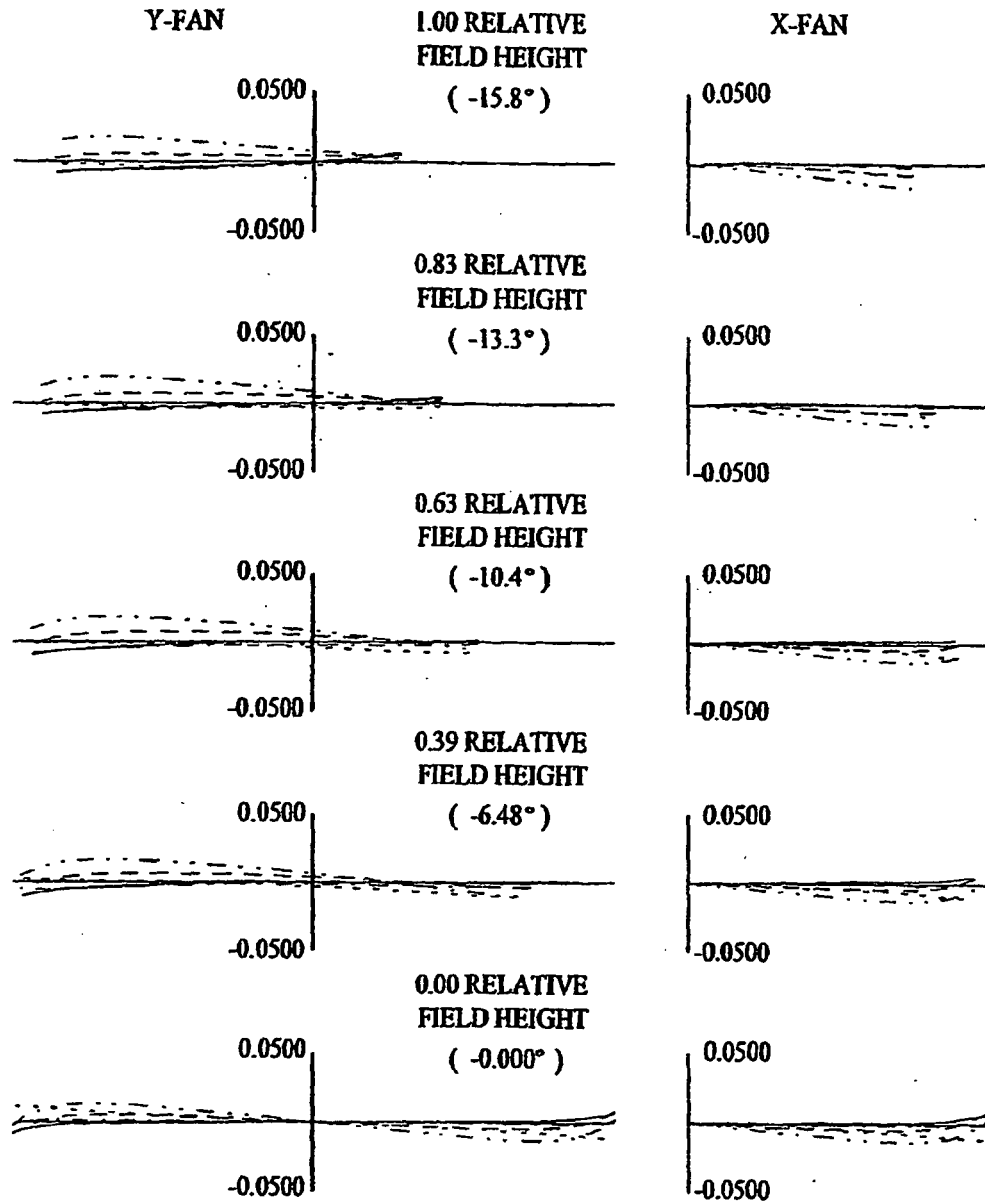 Y-FAN
1.00 RELATIVE
FIELD HEIGHT
( -15.8° )
X-FAN
0.0500
-0.0500
0.0500
-0.0500
0.83 RELATIVE
FIELD HEIGHT
( -13.3° )
0.0500
-0.0500
0.0500
-0.0500
0.63 RELATIVE
FIELD HEIGHT
( -10.4° )
0.0500
-0.0500
0.0500
-0.0500
0.39 RELATIVE
FIELD HEIGHT
( -6.48° )
0.0500
-0.0500
0.0500
-0.0500
0.00 RELATIVE
FIELD HEIGHT
( -0.000° )
0.0500
-0.0500
0.0500
-0.0500